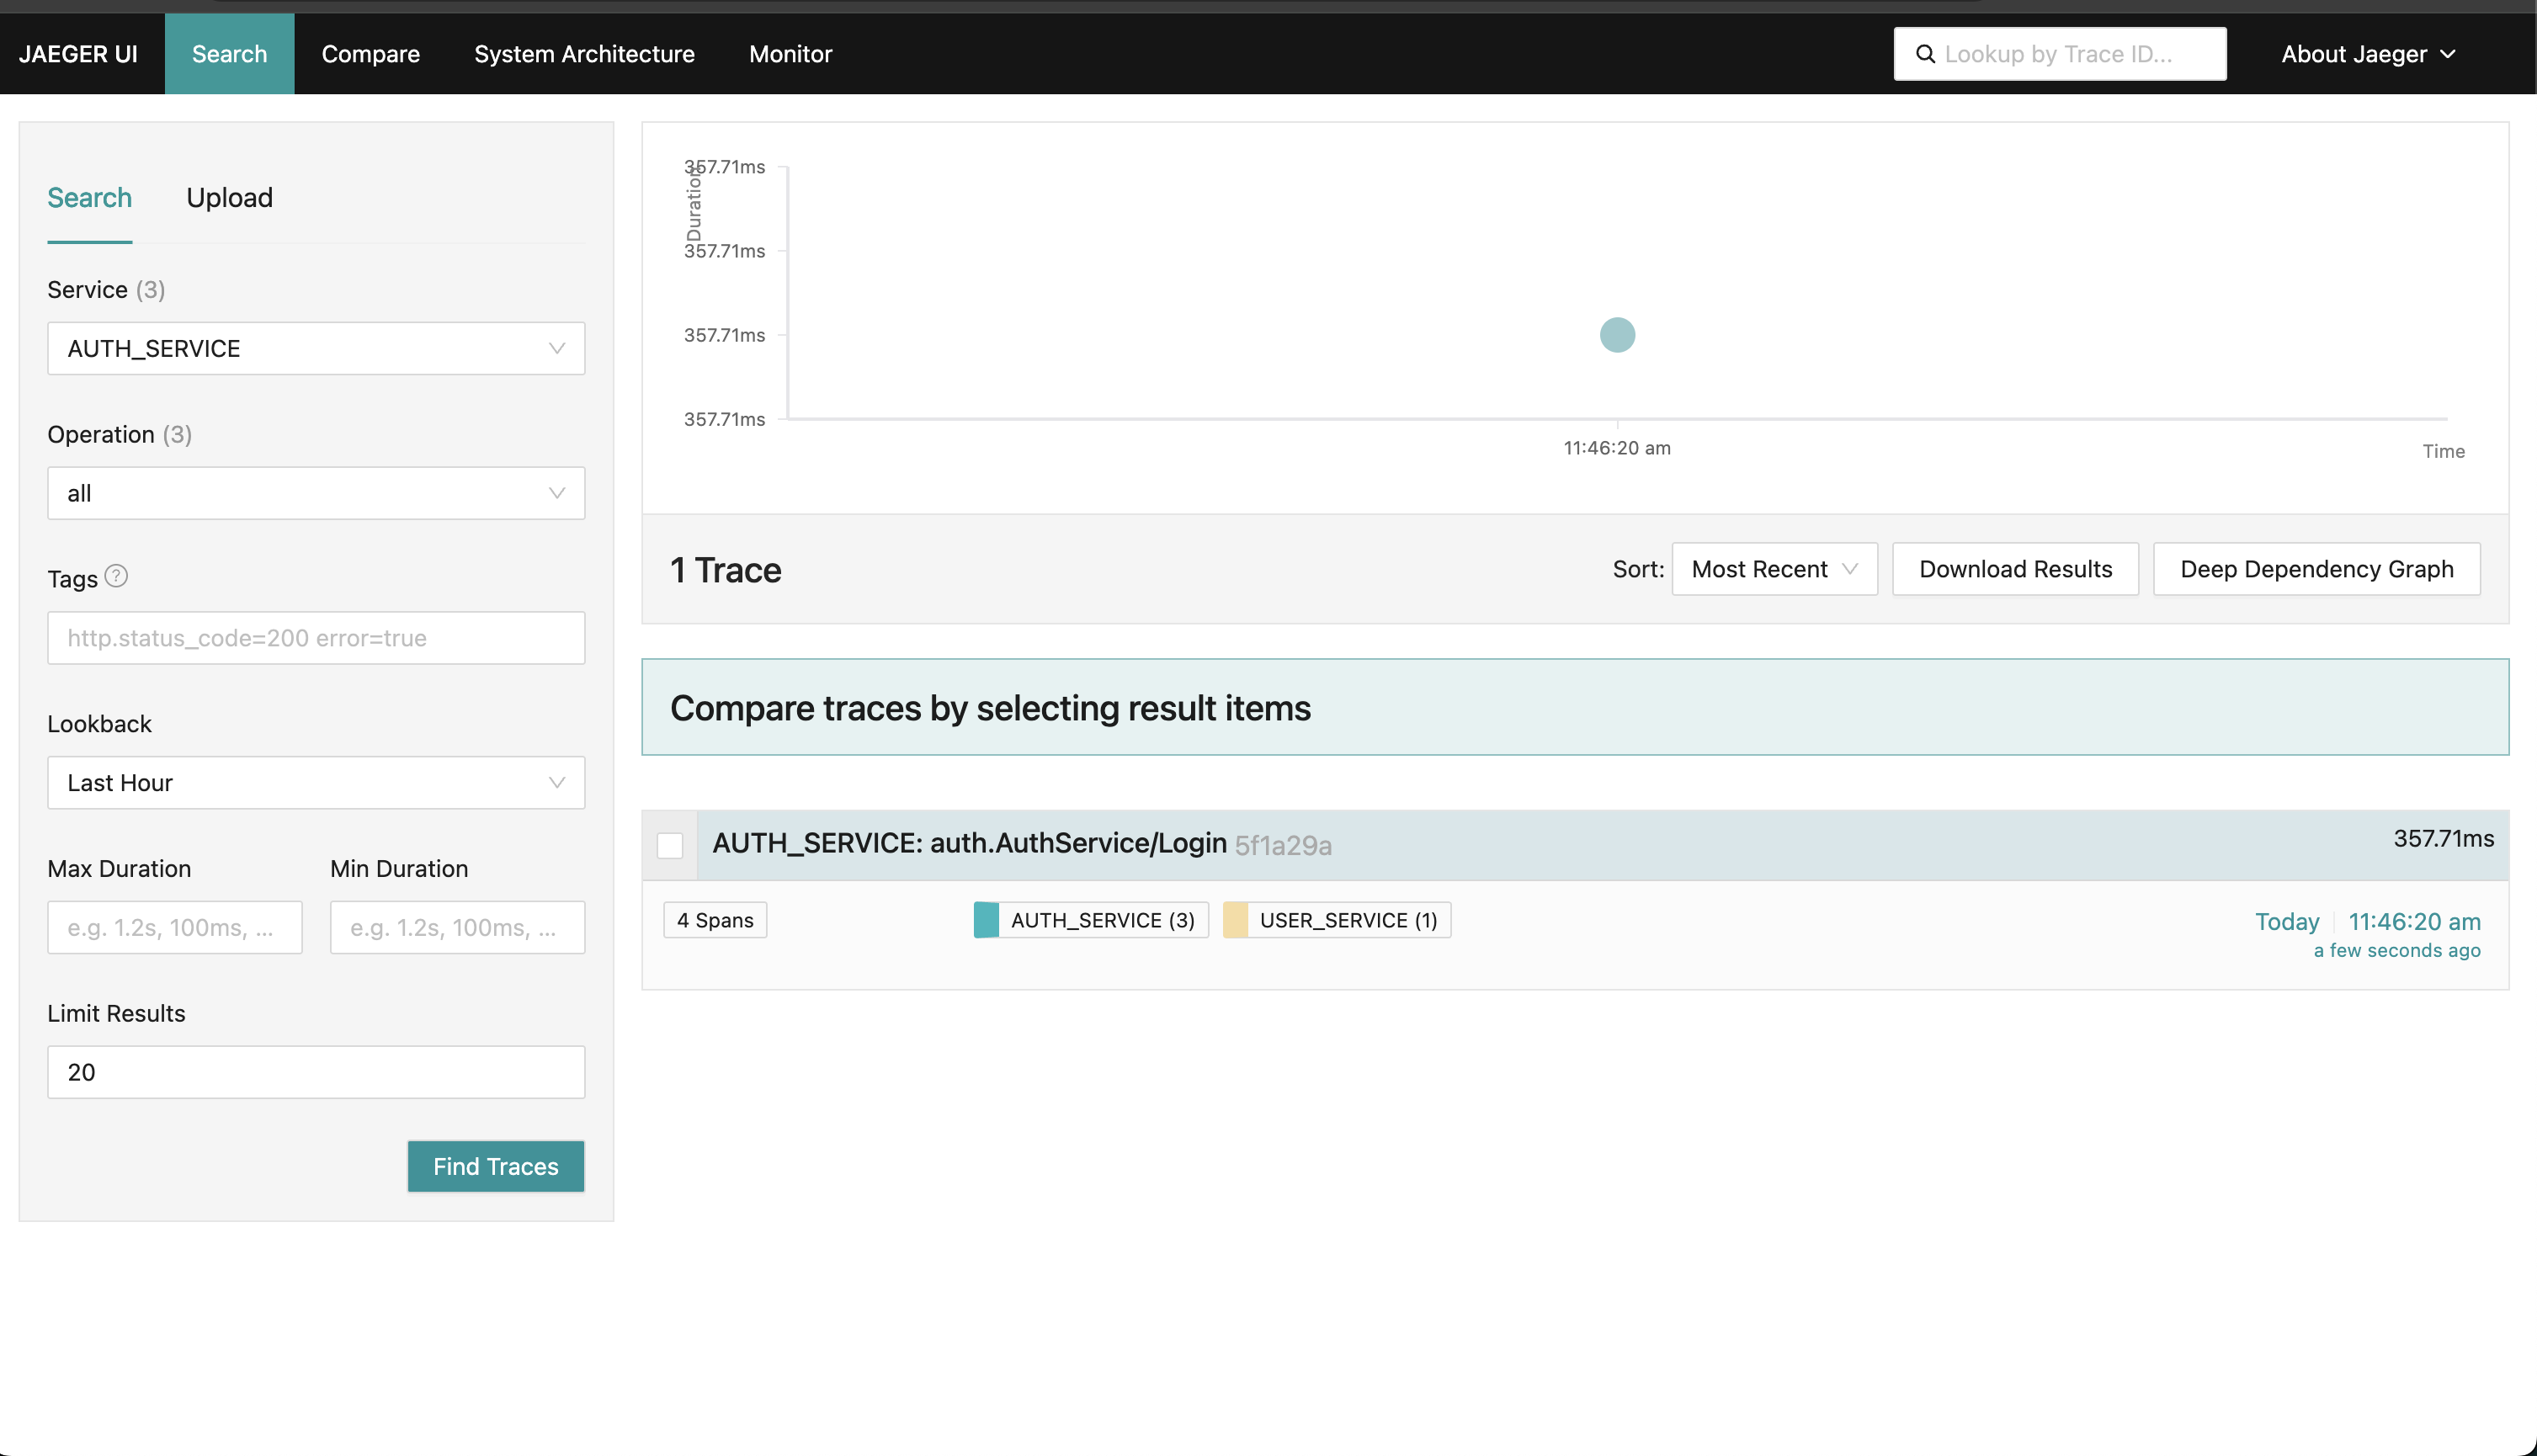 JAEGER UI Search Compare System Architecture Monitor Lookup by Trace ID... About Jaeger
Search Upload
Service (3)
AUTH_SERVICE
Operation (3)
all
Tags ?
http.status_code=200 error=true
Lookback
Last Hour
Max Duration Min Duration
e.g. 1.2s, 100ms, ... e.g. 1.2s, 100ms, ...
Limit Results
20
Find Traces
Duration
357.71ms
357.71ms
357.71ms
357.71ms
11:46:20 am
Time
1 Trace Sort: Most Recent Download Results Deep Dependency Graph
Compare traces by selecting result items
AUTH_SERVICE: auth.AuthService/Login 5f1a29a 357.71ms
4 Spans AUTH_SERVICE (3) USER_SERVICE (1) Today 11:46:20 am
a few seconds ago